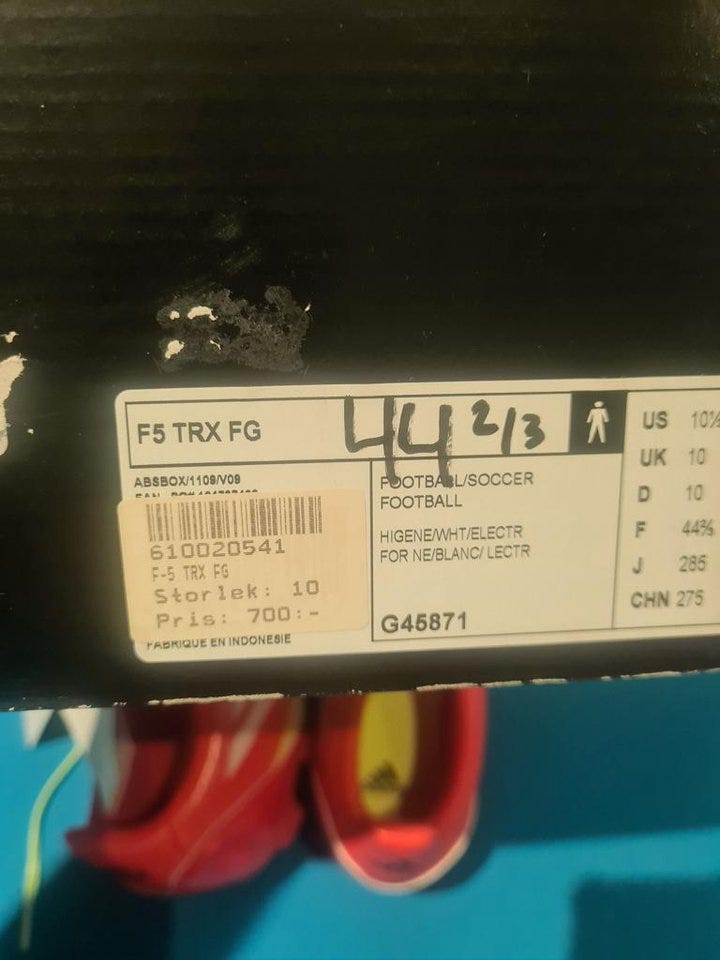 F5 TRX FG
44 2/3
ABSBOX/1109/V09
610020541
F-5 TRX FG
Storlek: 10
Pris: 700:-
FABRIQUE EN INDONESIE
FOOTBALL/SOCCER
FOOTBALL
HIGENE/WHT/ELECTR
FOR NE/BLANC/ LECTR
G45871
US 10½
UK 10
D 10
F 44⅔
J 285
CHN 275